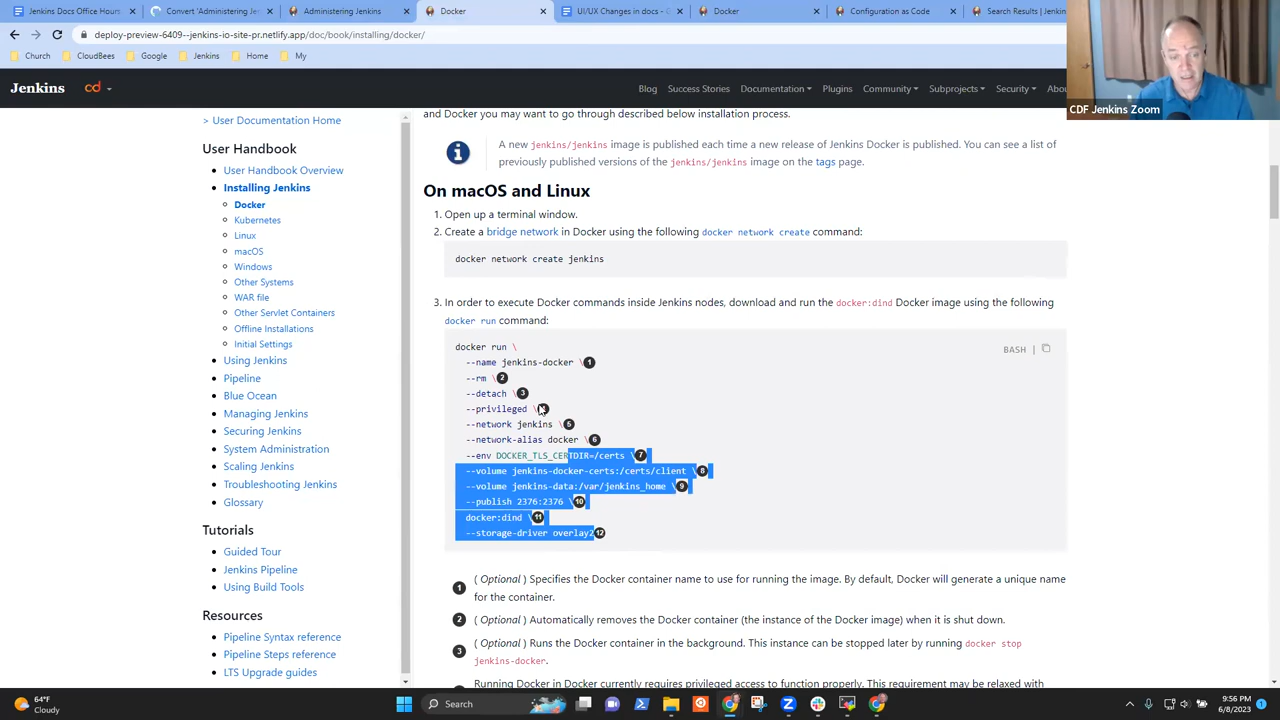 Jenkins Docs Office Hours
Convert 'Administering Jen
Administering Jenkins
Docker
UI/UX Changes in docs -
Docker
Configuration as Code
Search Results | Jenkin
deploy-preview-6409--jenkins-io-site-pr.netlify.app/doc/book/installing/docker/
Church
CloudBees
Google
Jenkins
Home
My
CDF Jenkins Zoom
Jenkins
cd
Blog
Success Stories
Documentation
Plugins
Community
Subprojects
Security
Abou
> User Documentation Home
User Handbook
User Handbook Overview
Installing Jenkins
Docker
Kubernetes
Linux
macOS
Windows
Other Systems
WAR file
Other Servlet Containers
Offline Installations
Initial Settings
Using Jenkins
Pipeline
Blue Ocean
Managing Jenkins
Securing Jenkins
System Administration
Scaling Jenkins
Troubleshooting Jenkins
Glossary
Tutorials
Guided Tour
Jenkins Pipeline
Using Build Tools
Resources
Pipeline Syntax reference
Pipeline Steps reference
LTS Upgrade guides
and Docker you may want to go through described below installation process.
A new jenkins/jenkins image is published each time a new release of Jenkins Docker is published. You can see a list of
previously published versions of the jenkins/jenkins image on the tags page.
On macOS and Linux
1. Open up a terminal window.
2. Create a bridge network in Docker using the following docker network create command:
docker network create jenkins
3. In order to execute Docker commands inside Jenkins nodes, download and run the docker:dind Docker image using the following
docker run command:
BASH |
docker run \
--name jenkins-docker \ 1
--rm \ 2
--detach \ 3
--privileged \
--network jenkins \ 5
--network-alias docker \ 6
--env DOCKER_TLS_CERTDIR=/certs \ 7
--volume jenkins-docker-certs:/certs/client \ 8
--volume jenkins-data:/var/jenkins_home \ 9
--publish 2376:2376 \ 10
docker:dind \ 11
--storage-driver overlay2 12
1 ( Optional ) Specifies the Docker container name to use for running the image. By default, Docker will generate a unique name
for the container.
2 ( Optional ) Automatically removes the Docker container (the instance of the Docker image) when it is shut down.
3 ( Optional ) Runs the Docker container in the background. This instance can be stopped later by running docker stop
jenkins-docker.
Running Docker in Docker currently requires privileged access to function properly. This requirement may be relaxed with
64°F
Cloudy
Search
9:56 PM
6/8/2023